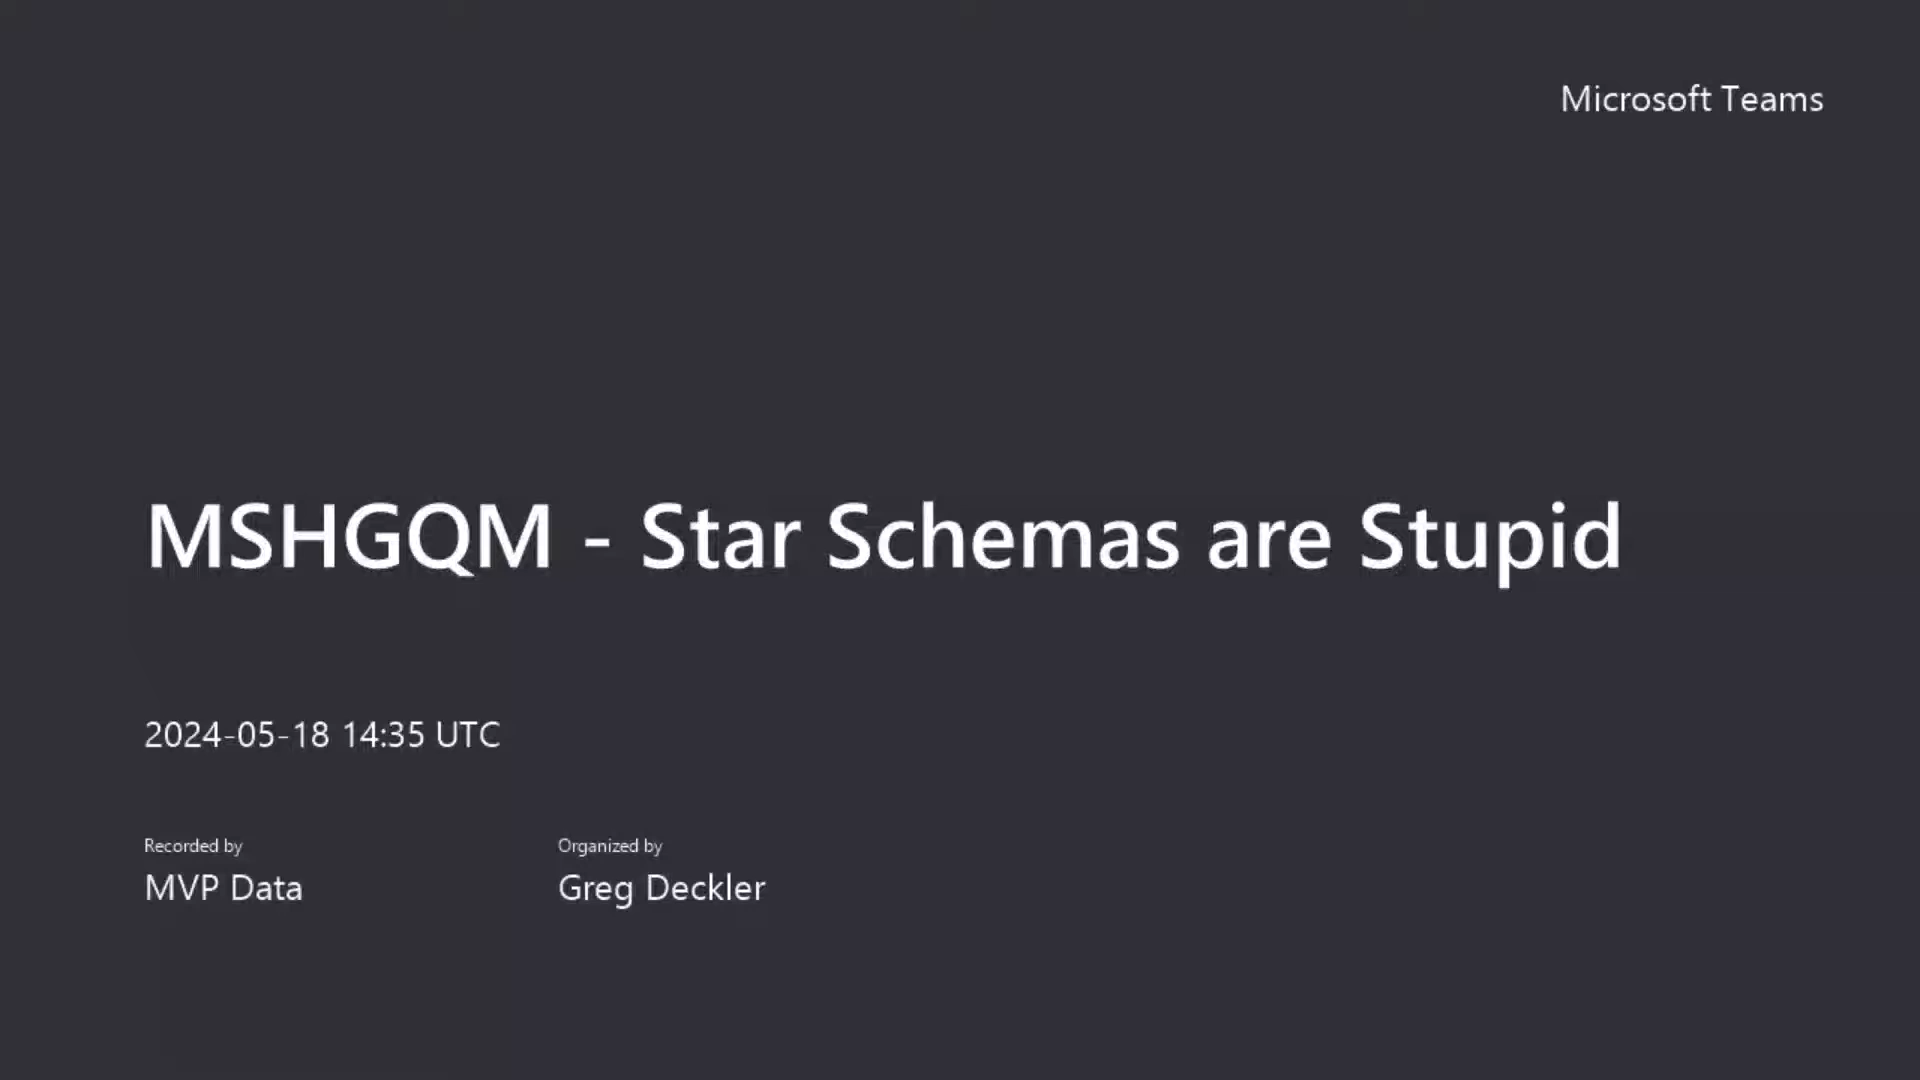 Microsoft Teams
MSHGQM - Star Schemas are Stupid
2024-05-18 14:35 UTC
Recorded by
MVP Data
Organized by
Greg Deckler